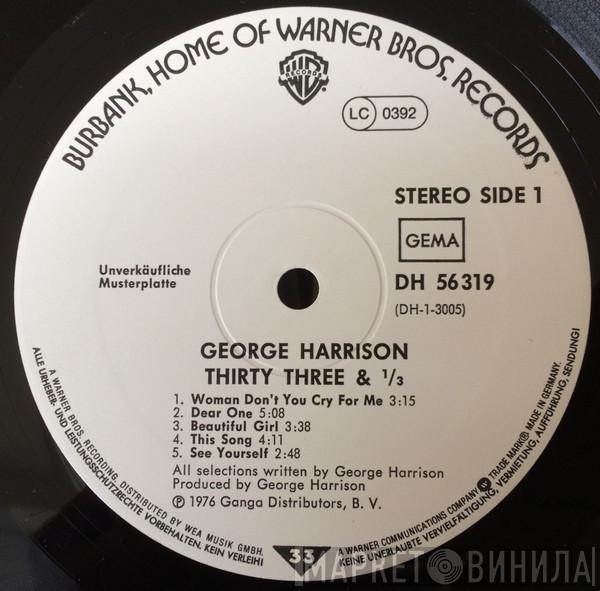 BURBANK, HOME OF WARNER BROS. RECORDS
RECORDS
LC 0392
STEREO SIDE 1
GEMA
Unverkäufliche
Musterplatte
DH 56319
(DH-1-3005)
GEORGE HARRISON
THIRTY THREE & 1/3
1. Woman Don't You Cry For Me 3:15
2. Dear One 5:08
3. Beautiful Girl 3:38
4. This Song 4:11
5. See Yourself 2:48
All selections written by George Harrison
Produced by George Harrison
℗ 1976 Ganga Distributors, B. V.
A WARNER BROS. RECORDING. DISTRIBUTED BY WEA MUSIK GMBH.
A WARNER COMMUNICATIONS COMPANY TRADE MARK® MADE IN GERMANY.
ALLE URHEBER- UND LEISTUNGSSCHUTZRECHTE VORBEHALTEN. KEIN VERLEIH!
KEINE UNERLAUBTE VERVIELFÄLTIGUNG, VERMIETUNG, AUFFÜHRUNG, SENDUNG!
33
МАРКЕТ ВИНИЛА